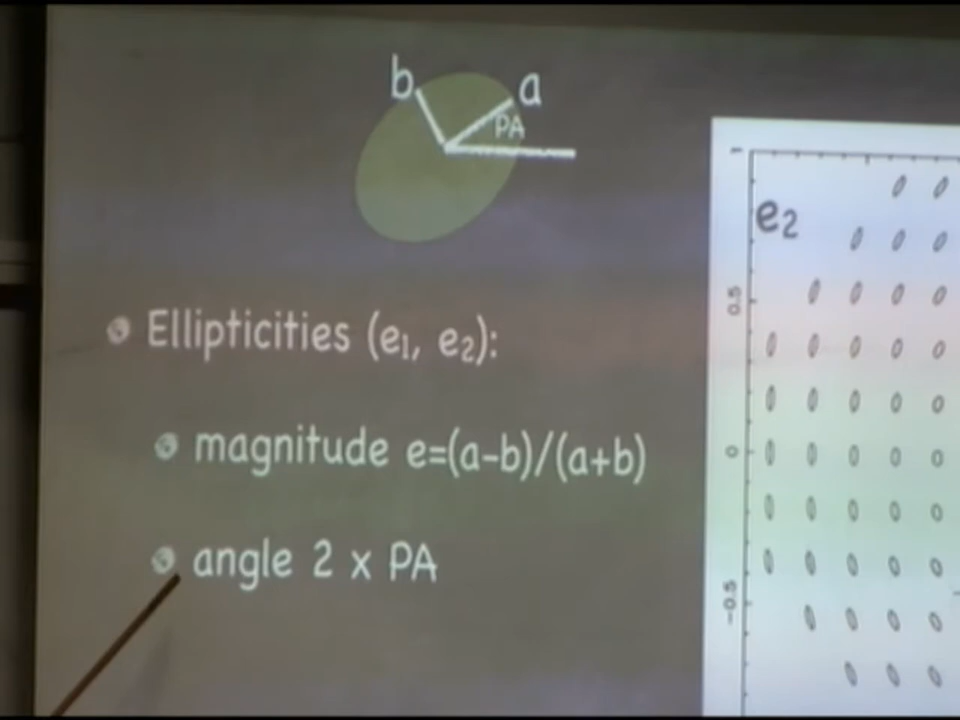 b a
PA
Ellipticities (e₁, e₂):
magnitude e=(a-b)/(a+b)
angle 2 x PA
e₂
1
0.5
0
-0.5